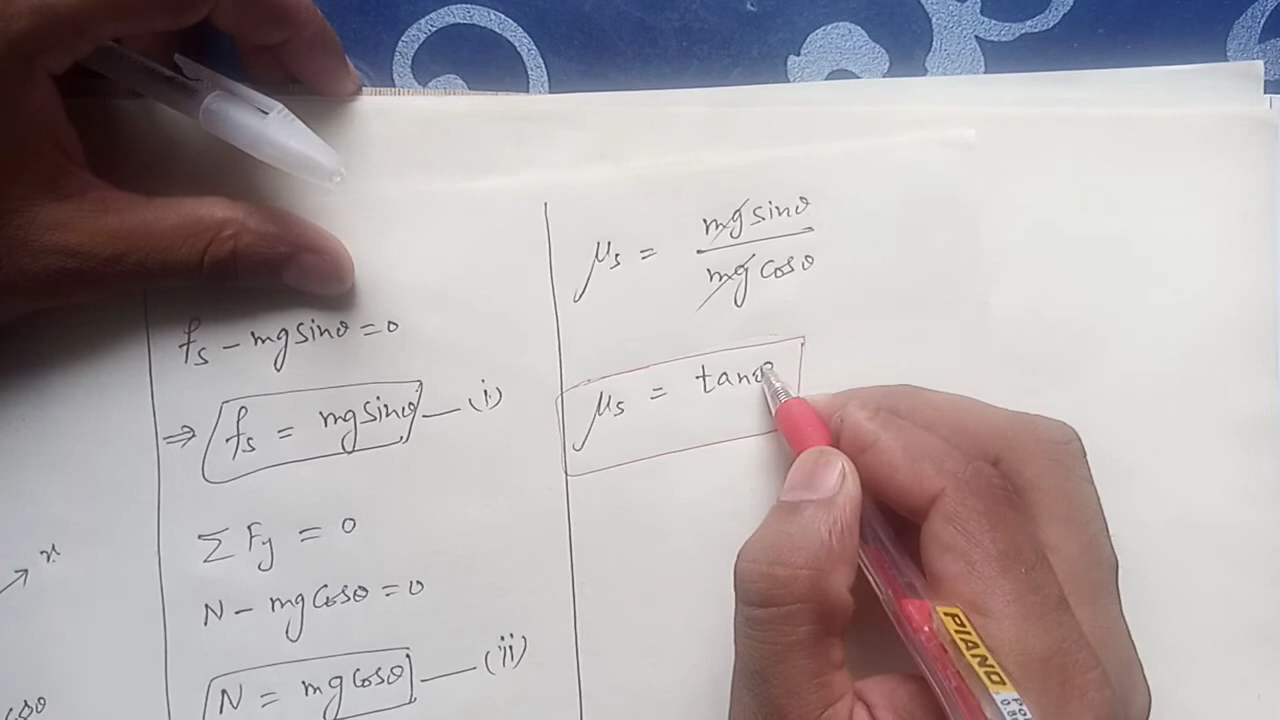 fs - mg sinθ = 0
⇒ fs = mg sinθ — (i)
Σ Fy = 0
N - mg cosθ = 0
N = mg cosθ — (ii)
x
μs = mg sinθ / mg cosθ
μs = tanθ
PIANO